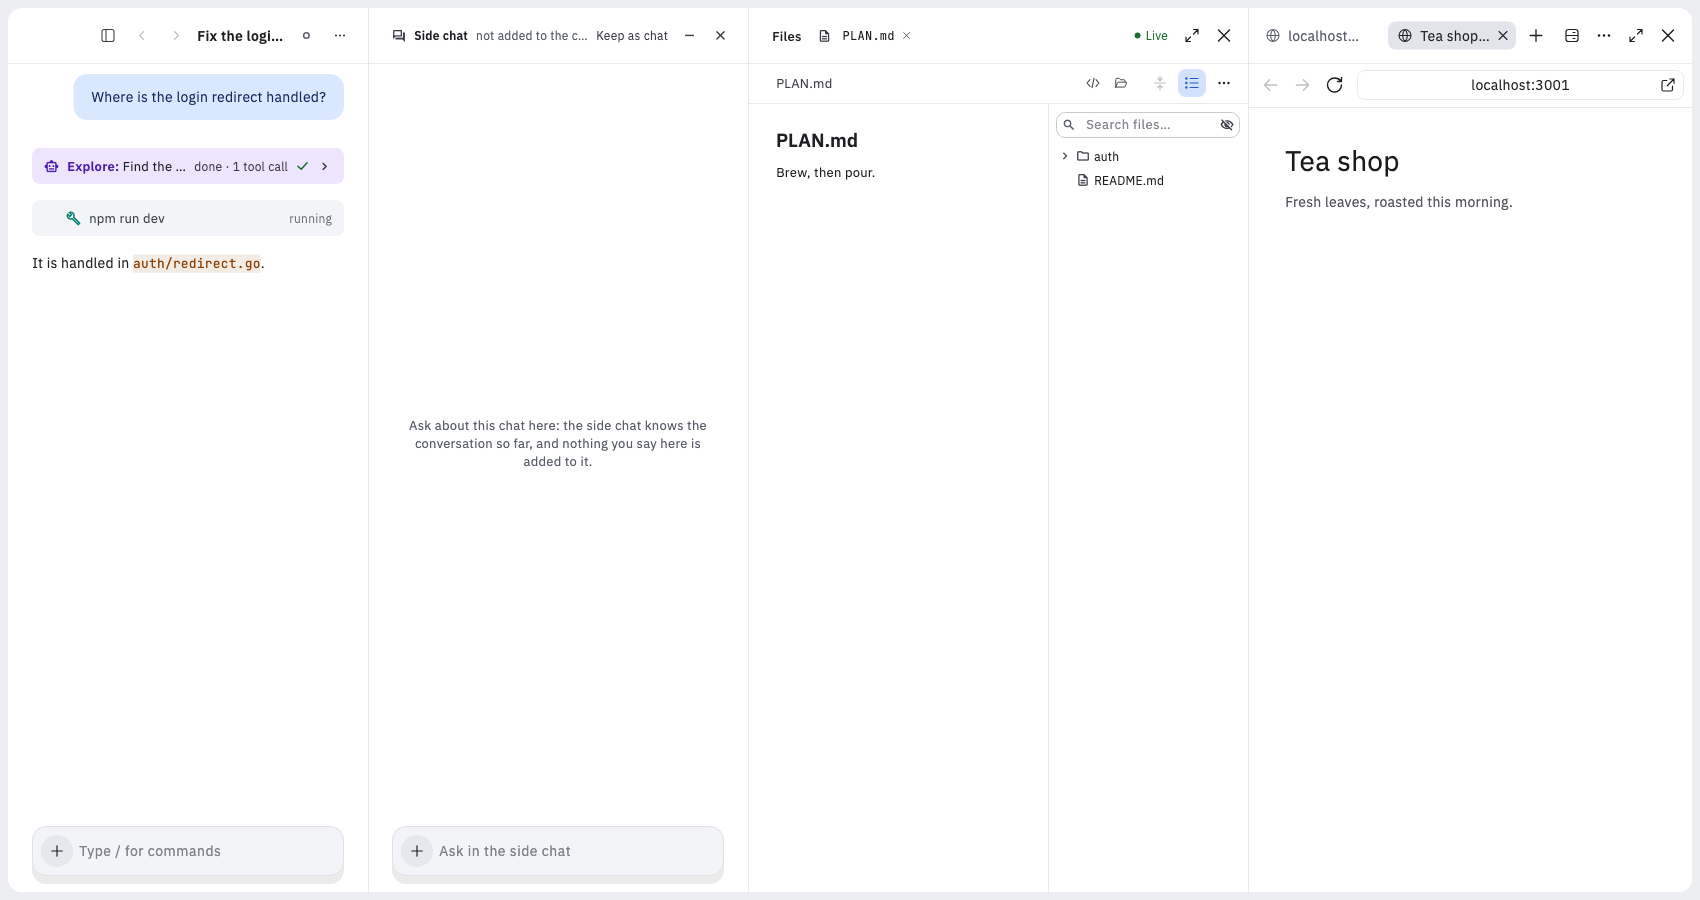 Fix the logi...
Where is the login redirect handled?
Explore: Find the ... done · 1 tool call
npm run dev running
It is handled in auth/redirect.go.
Type / for commands
Side chat not added to the c... Keep as chat
Ask about this chat here: the side chat knows the
conversation so far, and nothing you say here is
added to it.
Ask in the side chat
Files PLAN.md Live
PLAN.md
PLAN.md
Brew, then pour.
Search files...
auth
README.md
localhost... Tea shop...
localhost:3001
Tea shop
Fresh leaves, roasted this morning.